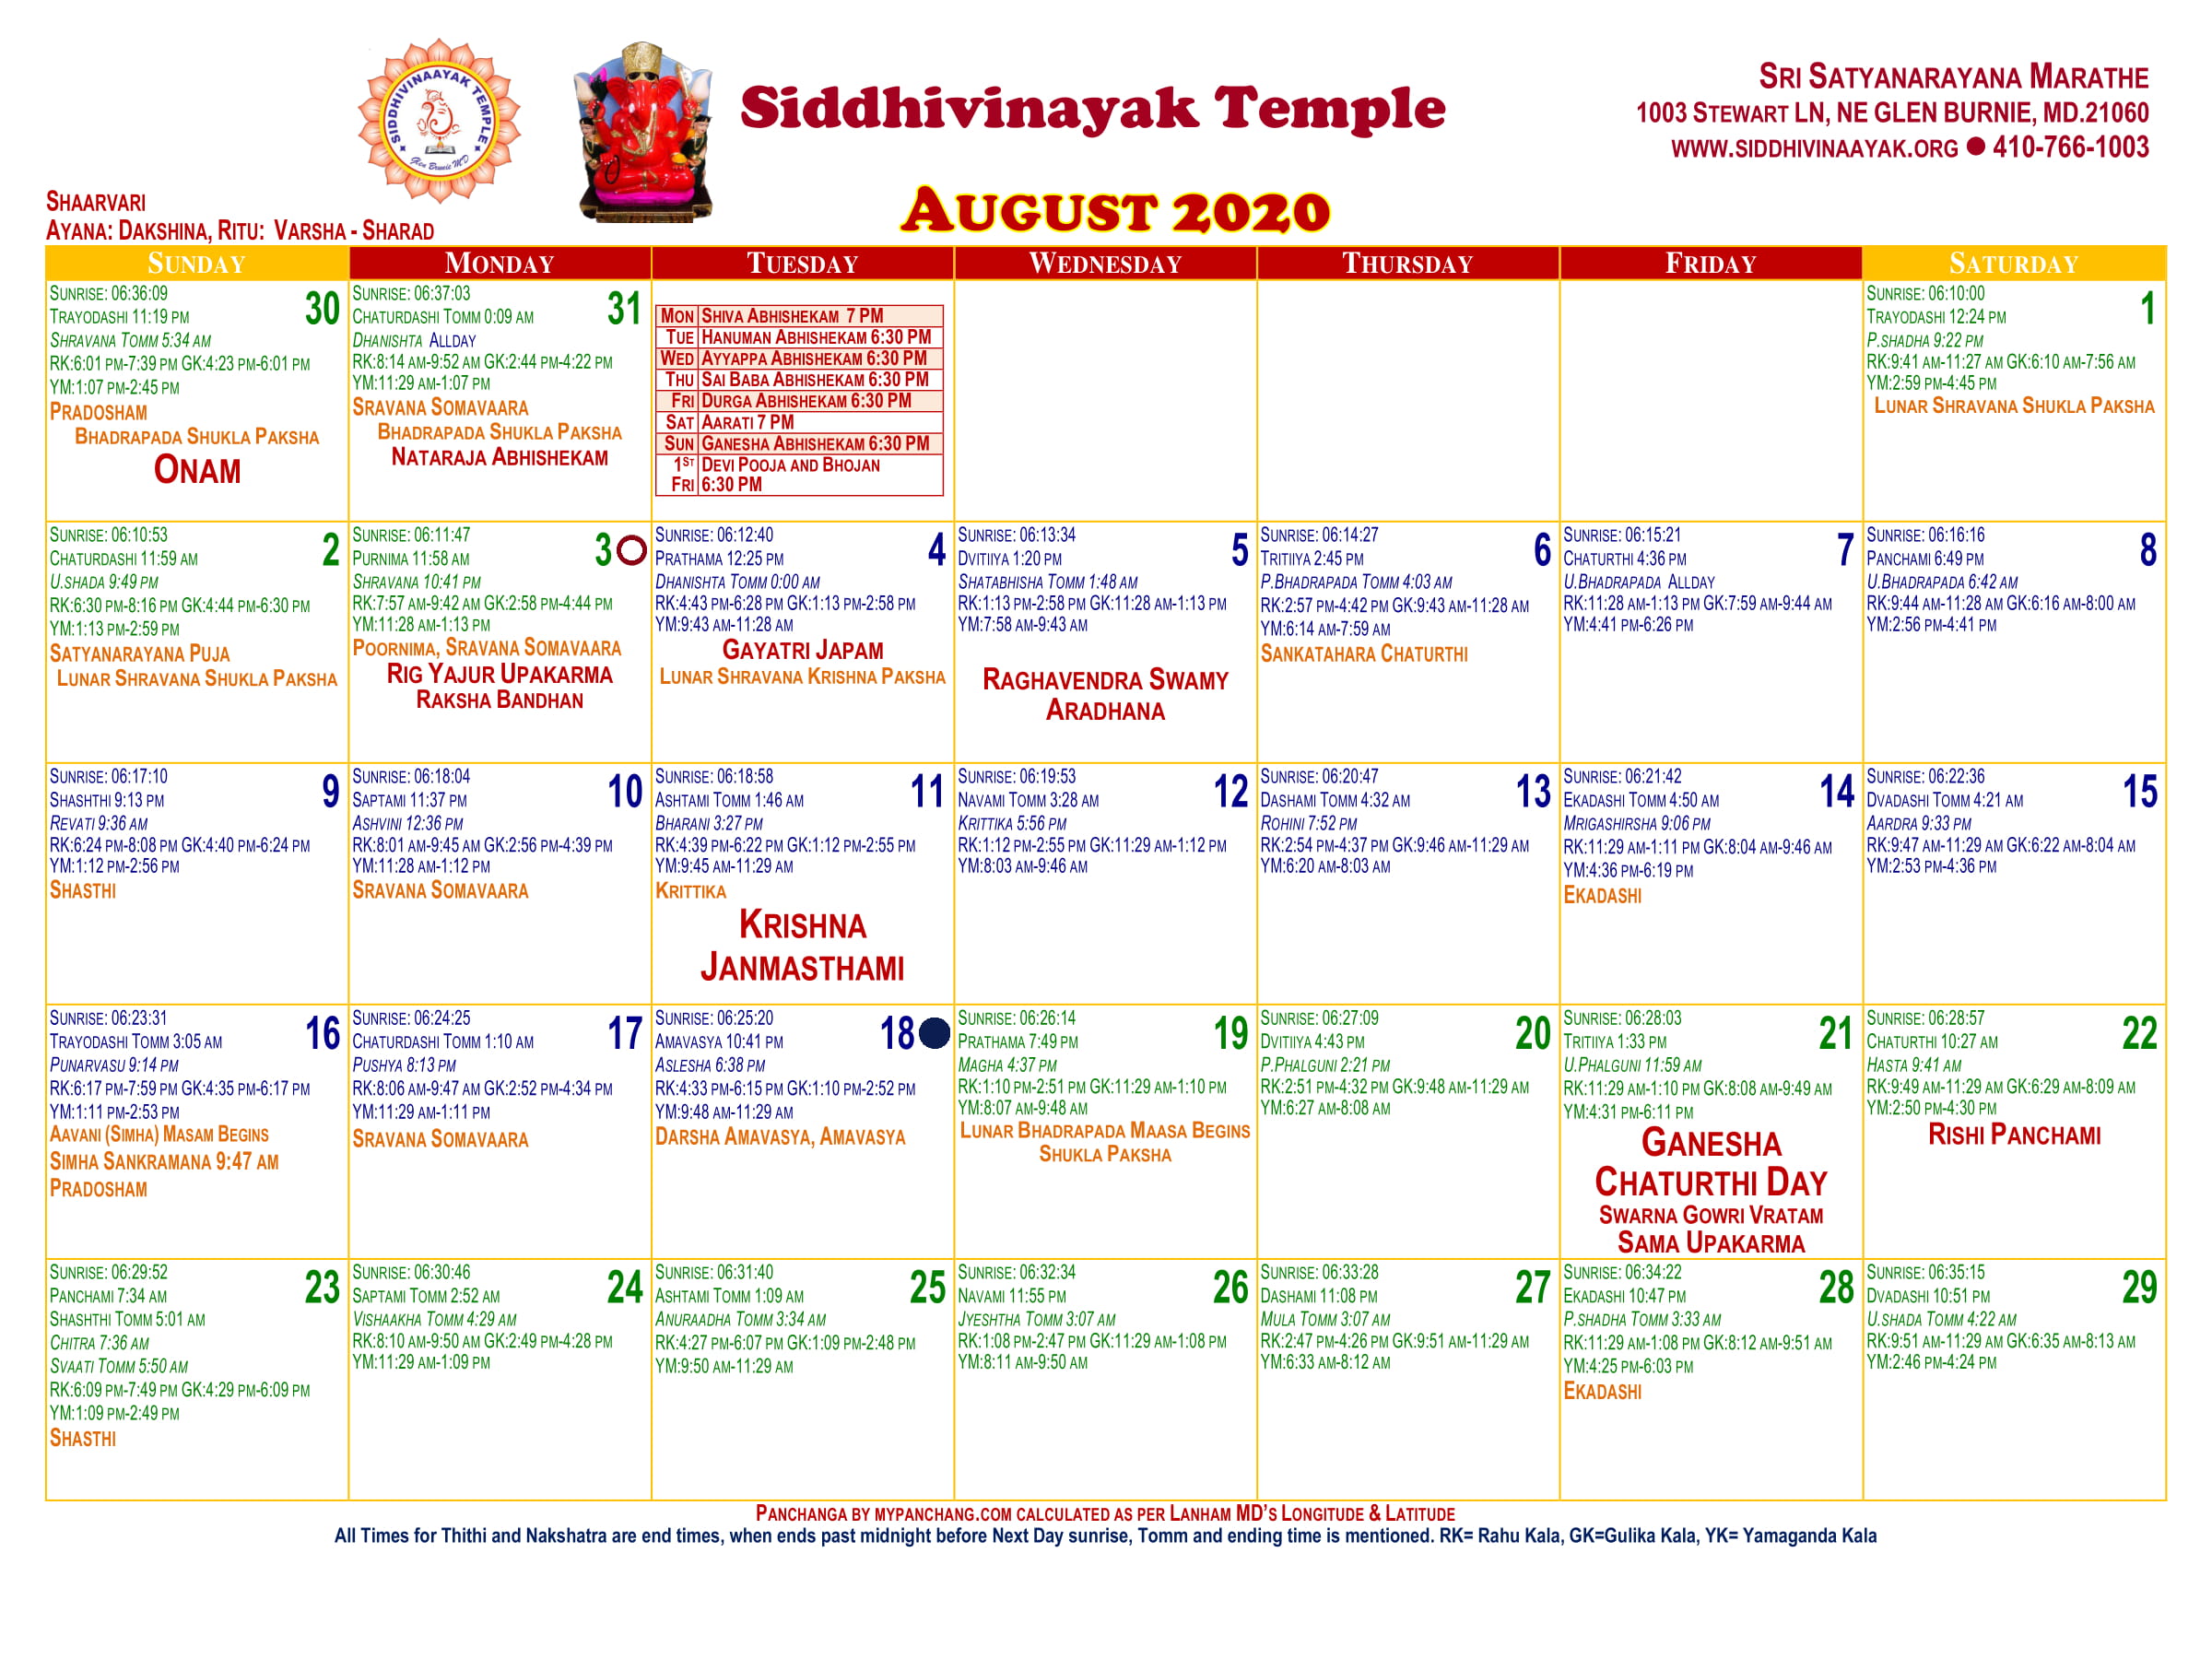 SIDDHIVINAAYAK TEMPLE
Glen Burnie MD
Siddhivinayak Temple
SRI SATYANARAYANA MARATHE
1003 STEWART LN, NE GLEN BURNIE, MD.21060
WWW.SIDDHIVINAAYAK.ORG ● 410-766-1003
SHAARVARI
AYANA: DAKSHINA, RITU: VARSHA - SHARAD
AUGUST 2020
SUNDAY MONDAY TUESDAY WEDNESDAY THURSDAY FRIDAY SATURDAY
30
SUNRISE: 06:36:09
TRAYODASHI 11:19 PM
SHRAVANA TOMM 5:34 AM
RK:6:01 PM-7:39 PM GK:4:23 PM-6:01 PM
YM:1:07 PM-2:45 PM
PRADOSHAM
BHADRAPADA SHUKLA PAKSHA
ONAM
31
SUNRISE: 06:37:03
CHATURDASHI TOMM 0:09 AM
DHANISHTA ALLDAY
RK:8:14 AM-9:52 AM GK:2:44 PM-4:22 PM
YM:11:29 AM-1:07 PM
SRAVANA SOMAVAARA
BHADRAPADA SHUKLA PAKSHA
NATARAJA ABHISHEKAM
MON SHIVA ABHISHEKAM 7 PM
TUE HANUMAN ABHISHEKAM 6:30 PM
WED AYYAPPA ABHISHEKAM 6:30 PM
THU SAI BABA ABHISHEKAM 6:30 PM
FRI DURGA ABHISHEKAM 6:30 PM
SAT AARATI 7 PM
SUN GANESHA ABHISHEKAM 6:30 PM
1ST DEVI POOJA AND BHOJAN
FRI 6:30 PM
1
SUNRISE: 06:10:00
TRAYODASHI 12:24 PM
P.SHADHA 9:22 PM
RK:9:41 AM-11:27 AM GK:6:10 AM-7:56 AM
YM:2:59 PM-4:45 PM
LUNAR SHRAVANA SHUKLA PAKSHA
2
SUNRISE: 06:10:53
CHATURDASHI 11:59 AM
U.SHADA 9:49 PM
RK:6:30 PM-8:16 PM GK:4:44 PM-6:30 PM
YM:1:13 PM-2:59 PM
SATYANARAYANA PUJA
LUNAR SHRAVANA SHUKLA PAKSHA
3
SUNRISE: 06:11:47
PURNIMA 11:58 AM
SHRAVANA 10:41 PM
RK:7:57 AM-9:42 AM GK:2:58 PM-4:44 PM
YM:11:28 AM-1:13 PM
POORNIMA, SRAVANA SOMAVAARA
RIG YAJUR UPAKARMA
RAKSHA BANDHAN
4
SUNRISE: 06:12:40
PRATHAMA 12:25 PM
DHANISHTA TOMM 0:00 AM
RK:4:43 PM-6:28 PM GK:1:13 PM-2:58 PM
YM:9:43 AM-11:28 AM
GAYATRI JAPAM
LUNAR SHRAVANA KRISHNA PAKSHA
5
SUNRISE: 06:13:34
DVITIIYA 1:20 PM
SHATABHISHA TOMM 1:48 AM
RK:1:13 PM-2:58 PM GK:11:28 AM-1:13 PM
YM:7:58 AM-9:43 AM
RAGHAVENDRA SWAMY
ARADHANA
6
SUNRISE: 06:14:27
TRITIIYA 2:45 PM
P.BHADRAPADA TOMM 4:03 AM
RK:2:57 PM-4:42 PM GK:9:43 AM-11:28 AM
YM:6:14 AM-7:59 AM
SANKATAHARA CHATURTHI
7
SUNRISE: 06:15:21
CHATURTHI 4:36 PM
U.BHADRAPADA ALLDAY
RK:11:28 AM-1:13 PM GK:7:59 AM-9:44 AM
YM:4:41 PM-6:26 PM
8
SUNRISE: 06:16:16
PANCHAMI 6:49 PM
U.BHADRAPADA 6:42 AM
RK:9:44 AM-11:28 AM GK:6:16 AM-8:00 AM
YM:2:56 PM-4:41 PM
9
SUNRISE: 06:17:10
SHASHTHI 9:13 PM
REVATI 9:36 AM
RK:6:24 PM-8:08 PM GK:4:40 PM-6:24 PM
YM:1:12 PM-2:56 PM
SHASTHI
10
SUNRISE: 06:18:04
SAPTAMI 11:37 PM
ASHVINI 12:36 PM
RK:8:01 AM-9:45 AM GK:2:56 PM-4:39 PM
YM:11:28 AM-1:12 PM
SRAVANA SOMAVAARA
11
SUNRISE: 06:18:58
ASHTAMI TOMM 1:46 AM
BHARANI 3:27 PM
RK:4:39 PM-6:22 PM GK:1:12 PM-2:55 PM
YM:9:45 AM-11:29 AM
KRITTIKA
KRISHNA
JANMASTHAMI
12
SUNRISE: 06:19:53
NAVAMI TOMM 3:28 AM
KRITTIKA 5:56 PM
RK:1:12 PM-2:55 PM GK:11:29 AM-1:12 PM
YM:8:03 AM-9:46 AM
13
SUNRISE: 06:20:47
DASHAMI TOMM 4:32 AM
ROHINI 7:52 PM
RK:2:54 PM-4:37 PM GK:9:46 AM-11:29 AM
YM:6:20 AM-8:03 AM
14
SUNRISE: 06:21:42
EKADASHI TOMM 4:50 AM
MRIGASHIRSHA 9:06 PM
RK:11:29 AM-1:11 PM GK:8:04 AM-9:46 AM
YM:4:36 PM-6:19 PM
EKADASHI
15
SUNRISE: 06:22:36
DVADASHI TOMM 4:21 AM
AARDRA 9:33 PM
RK:9:47 AM-11:29 AM GK:6:22 AM-8:04 AM
YM:2:53 PM-4:36 PM
16
SUNRISE: 06:23:31
TRAYODASHI TOMM 3:05 AM
PUNARVASU 9:14 PM
RK:6:17 PM-7:59 PM GK:4:35 PM-6:17 PM
YM:1:11 PM-2:53 PM
AAVANI (SIMHA) MASAM BEGINS
SIMHA SANKRAMANA 9:47 AM
PRADOSHAM
17
SUNRISE: 06:24:25
CHATURDASHI TOMM 1:10 AM
PUSHYA 8:13 PM
RK:8:06 AM-9:47 AM GK:2:52 PM-4:34 PM
YM:11:29 AM-1:11 PM
SRAVANA SOMAVAARA
18
SUNRISE: 06:25:20
AMAVASYA 10:41 PM
ASLESHA 6:38 PM
RK:4:33 PM-6:15 PM GK:1:10 PM-2:52 PM
YM:9:48 AM-11:29 AM
DARSHA AMAVASYA, AMAVASYA
19
SUNRISE: 06:26:14
PRATHAMA 7:49 PM
MAGHA 4:37 PM
RK:1:10 PM-2:51 PM GK:11:29 AM-1:10 PM
YM:8:07 AM-9:48 AM
LUNAR BHADRAPADA MAASA BEGINS
SHUKLA PAKSHA
20
SUNRISE: 06:27:09
DVITIIYA 4:43 PM
P.PHALGUNI 2:21 PM
RK:2:51 PM-4:32 PM GK:9:48 AM-11:29 AM
YM:6:27 AM-8:08 AM
21
SUNRISE: 06:28:03
TRITIIYA 1:33 PM
U.PHALGUNI 11:59 AM
RK:11:29 AM-1:10 PM GK:8:08 AM-9:49 AM
YM:4:31 PM-6:11 PM
GANESHA
CHATURTHI DAY
SWARNA GOWRI VRATAM
SAMA UPAKARMA
22
SUNRISE: 06:28:57
CHATURTHI 10:27 AM
HASTA 9:41 AM
RK:9:49 AM-11:29 AM GK:6:29 AM-8:09 AM
YM:2:50 PM-4:30 PM
RISHI PANCHAMI
23
SUNRISE: 06:29:52
PANCHAMI 7:34 AM
SHASHTHI TOMM 5:01 AM
CHITRA 7:36 AM
SVAATI TOMM 5:50 AM
RK:6:09 PM-7:49 PM GK:4:29 PM-6:09 PM
YM:1:09 PM-2:49 PM
SHASTHI
24
SUNRISE: 06:30:46
SAPTAMI TOMM 2:52 AM
VISHAAKHA TOMM 4:29 AM
RK:8:10 AM-9:50 AM GK:2:49 PM-4:28 PM
YM:11:29 AM-1:09 PM
25
SUNRISE: 06:31:40
ASHTAMI TOMM 1:09 AM
ANURAADHA TOMM 3:34 AM
RK:4:27 PM-6:07 PM GK:1:09 PM-2:48 PM
YM:9:50 AM-11:29 AM
26
SUNRISE: 06:32:34
NAVAMI 11:55 PM
JYESHTHA TOMM 3:07 AM
RK:1:08 PM-2:47 PM GK:11:29 AM-1:08 PM
YM:8:11 AM-9:50 AM
27
SUNRISE: 06:33:28
DASHAMI 11:08 PM
MULA TOMM 3:07 AM
RK:2:47 PM-4:26 PM GK:9:51 AM-11:29 AM
YM:6:33 AM-8:12 AM
28
SUNRISE: 06:34:22
EKADASHI 10:47 PM
P.SHADHA TOMM 3:33 AM
RK:11:29 AM-1:08 PM GK:8:12 AM-9:51 AM
YM:4:25 PM-6:03 PM
EKADASHI
29
SUNRISE: 06:35:15
DVADASHI 10:51 PM
U.SHADA TOMM 4:22 AM
RK:9:51 AM-11:29 AM GK:6:35 AM-8:13 AM
YM:2:46 PM-4:24 PM
PANCHANGA BY MYPANCHANG.COM CALCULATED AS PER LANHAM MD'S LONGITUDE & LATITUDE
All Times for Thithi and Nakshatra are end times, when ends past midnight before Next Day sunrise, Tomm and ending time is mentioned. RK= Rahu Kala, GK=Gulika Kala, YK= Yamaganda Kala